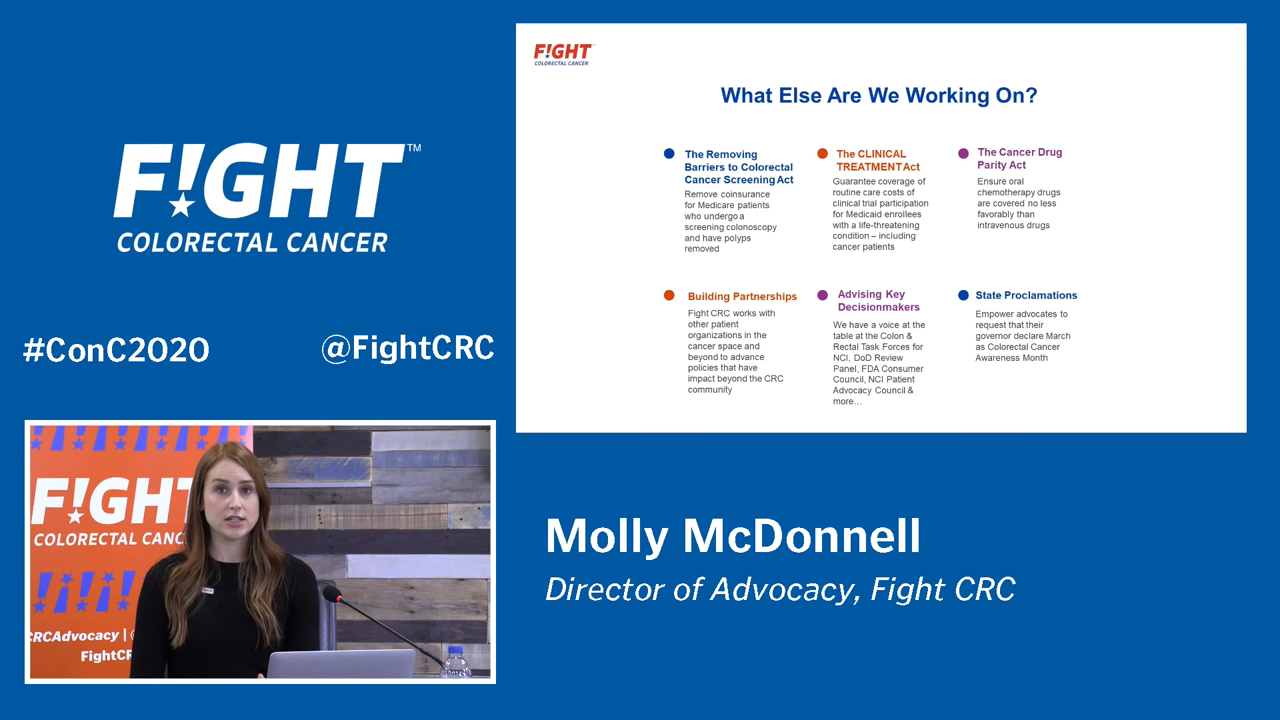 F!GHT™
COLORECTAL CANCER
#ConC2020
@FightCRC
F!GHT
COLORECTAL CANCER
What Else Are We Working On?
The Removing
Barriers to Colorectal
Cancer Screening Act
Remove coinsurance
for Medicare patients
who undergo a
screening colonoscopy
and have polyps
removed
The CLINICAL
TREATMENT Act
Guarantee coverage of
routine care costs of
clinical trial participation
for Medicaid enrollees
with a life-threatening
condition – including
cancer patients
The Cancer Drug
Parity Act
Ensure oral
chemotherapy drugs
are covered no less
favorably than
intravenous drugs
Building Partnerships
Fight CRC works with
other patient
organizations in the
cancer space and
beyond to advance
policies that have
impact beyond the CRC
community
Advising Key
Decisionmakers
We have a voice at the
table at the Colon &
Rectal Task Forces for
NCI, DoD Review
Panel, FDA Consumer
Council, NCI Patient
Advocacy Council &
more…
State Proclamations
Empower advocates to
request that their
governor declare March
as Colorectal Cancer
Awareness Month
F!GHT
COLORECTAL CANC
CRCAdvocacy | @
FightCR
Molly McDonnell
Director of Advocacy, Fight CRC